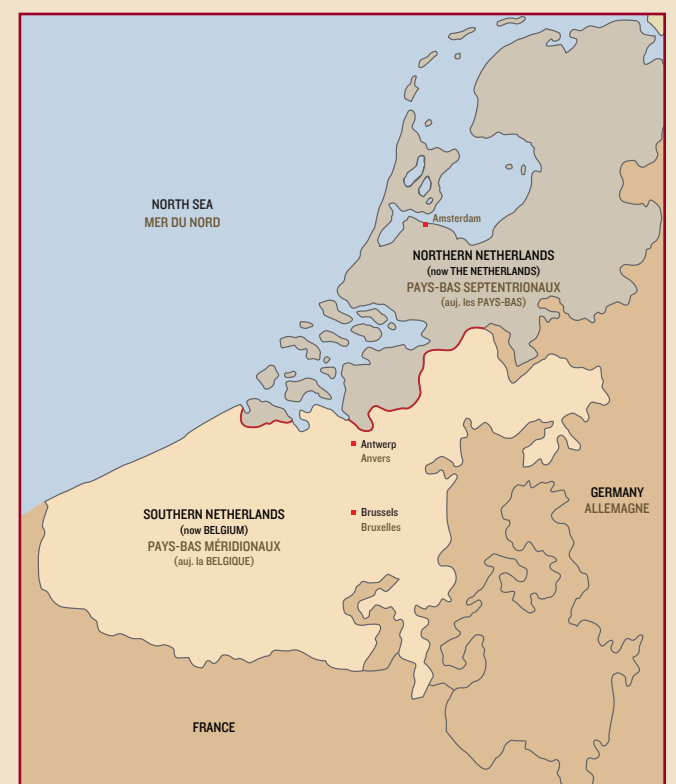 NORTH SEA
MER DU NORD
Amsterdam
NORTHERN NETHERLANDS
(now THE NETHERLANDS)
PAYS-BAS SEPTENTRIONAUX
(auj. les PAYS-BAS)
Antwerp
Anvers
Brussels
Bruxelles
SOUTHERN NETHERLANDS
(now BELGIUM)
PAYS-BAS MÉRIDIONAUX
(auj. la BELGIQUE)
GERMANY
ALLEMAGNE
FRANCE